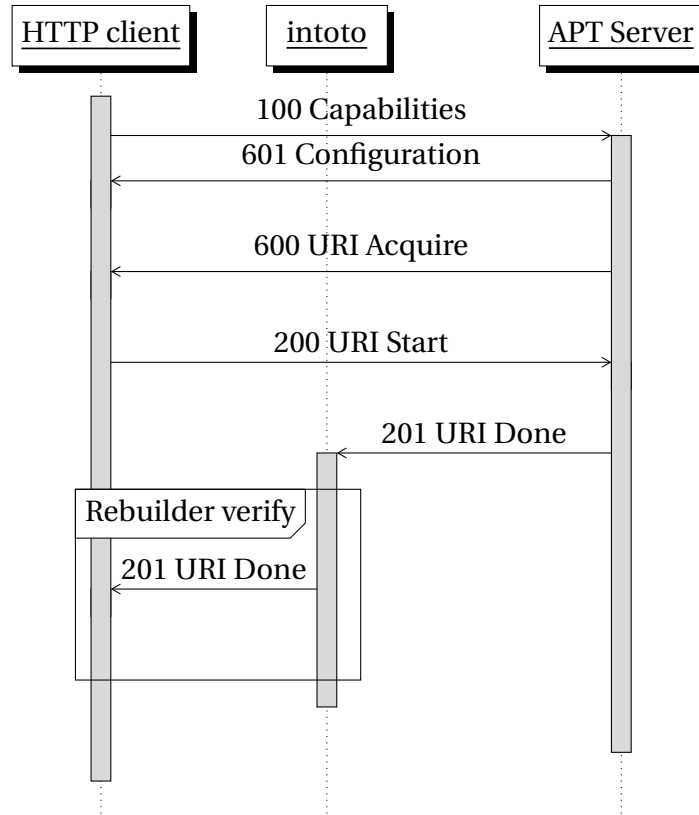 HTTP client
intoto
APT Server
100 Capabilities
601 Configuration
600 URI Acquire
200 URI Start
201 URI Done
Rebuilder verify
201 URI Done